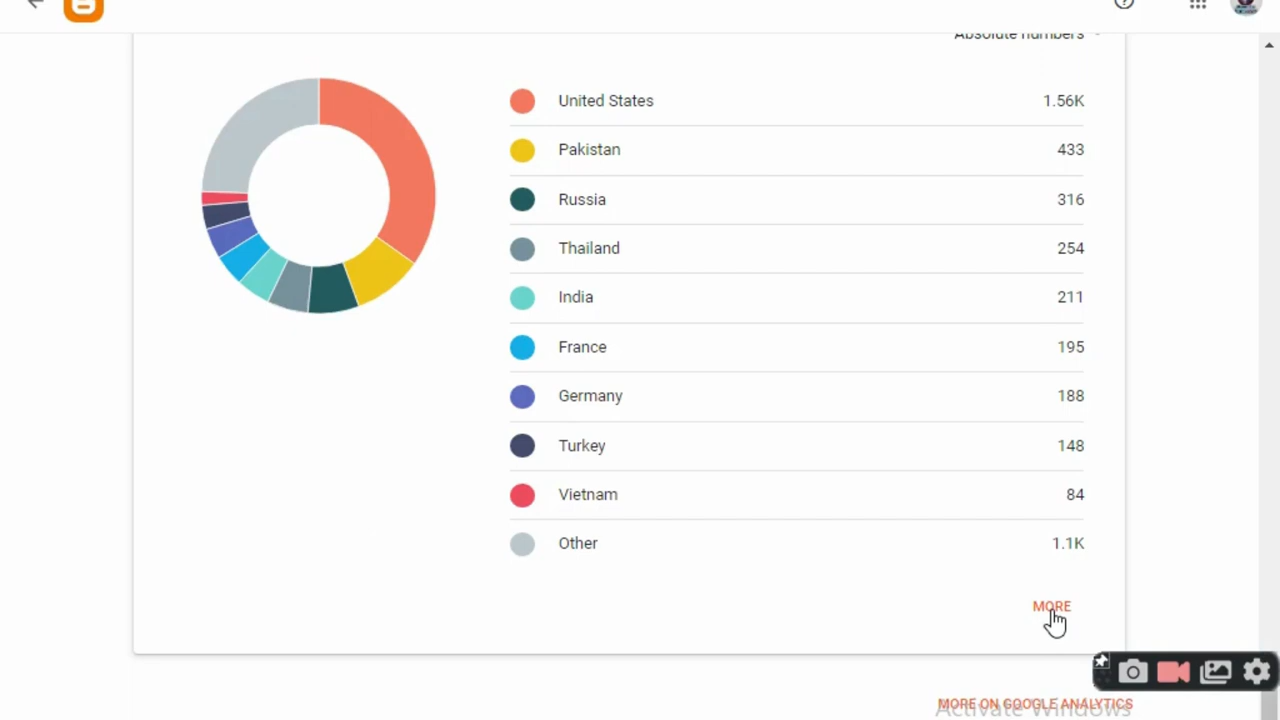 Absolute numbers
United States 1.56K
Pakistan 433
Russia 316
Thailand 254
India 211
France 195
Germany 188
Turkey 148
Vietnam 84
Other 1.1K
MORE
MORE ON GOOGLE ANALYTICS
Activate Windows